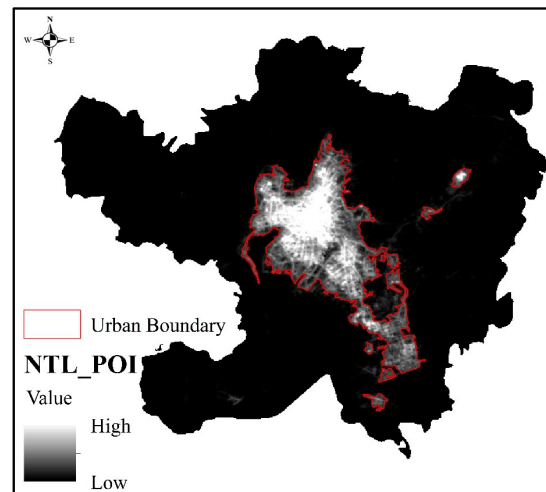 N
W E
S
Urban Boundary
NTL_POI
Value
High
Low